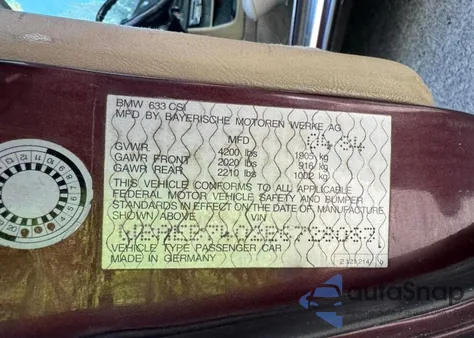 BMW 633 CSI
MFD BY BAYERISCHE MOTOREN WERKE AG
MFD 04 84
GVWR 4200 lbs 1905 kg
GAWR FRONT 2020 lbs 916 kg
GAWR REAR 2210 lbs 1002 kg
THIS VEHICLE CONFORMS TO ALL APPLICABLE
FEDERAL MOTOR VEHICLE SAFETY AND BUMPER
STANDARDS IN EFFECT ON THE DATE OF MANUFACTURE
SHOWN ABOVE VIN
VEHICLE TYPE PASSENGER CAR
MADE IN GERMANY
autoSnap